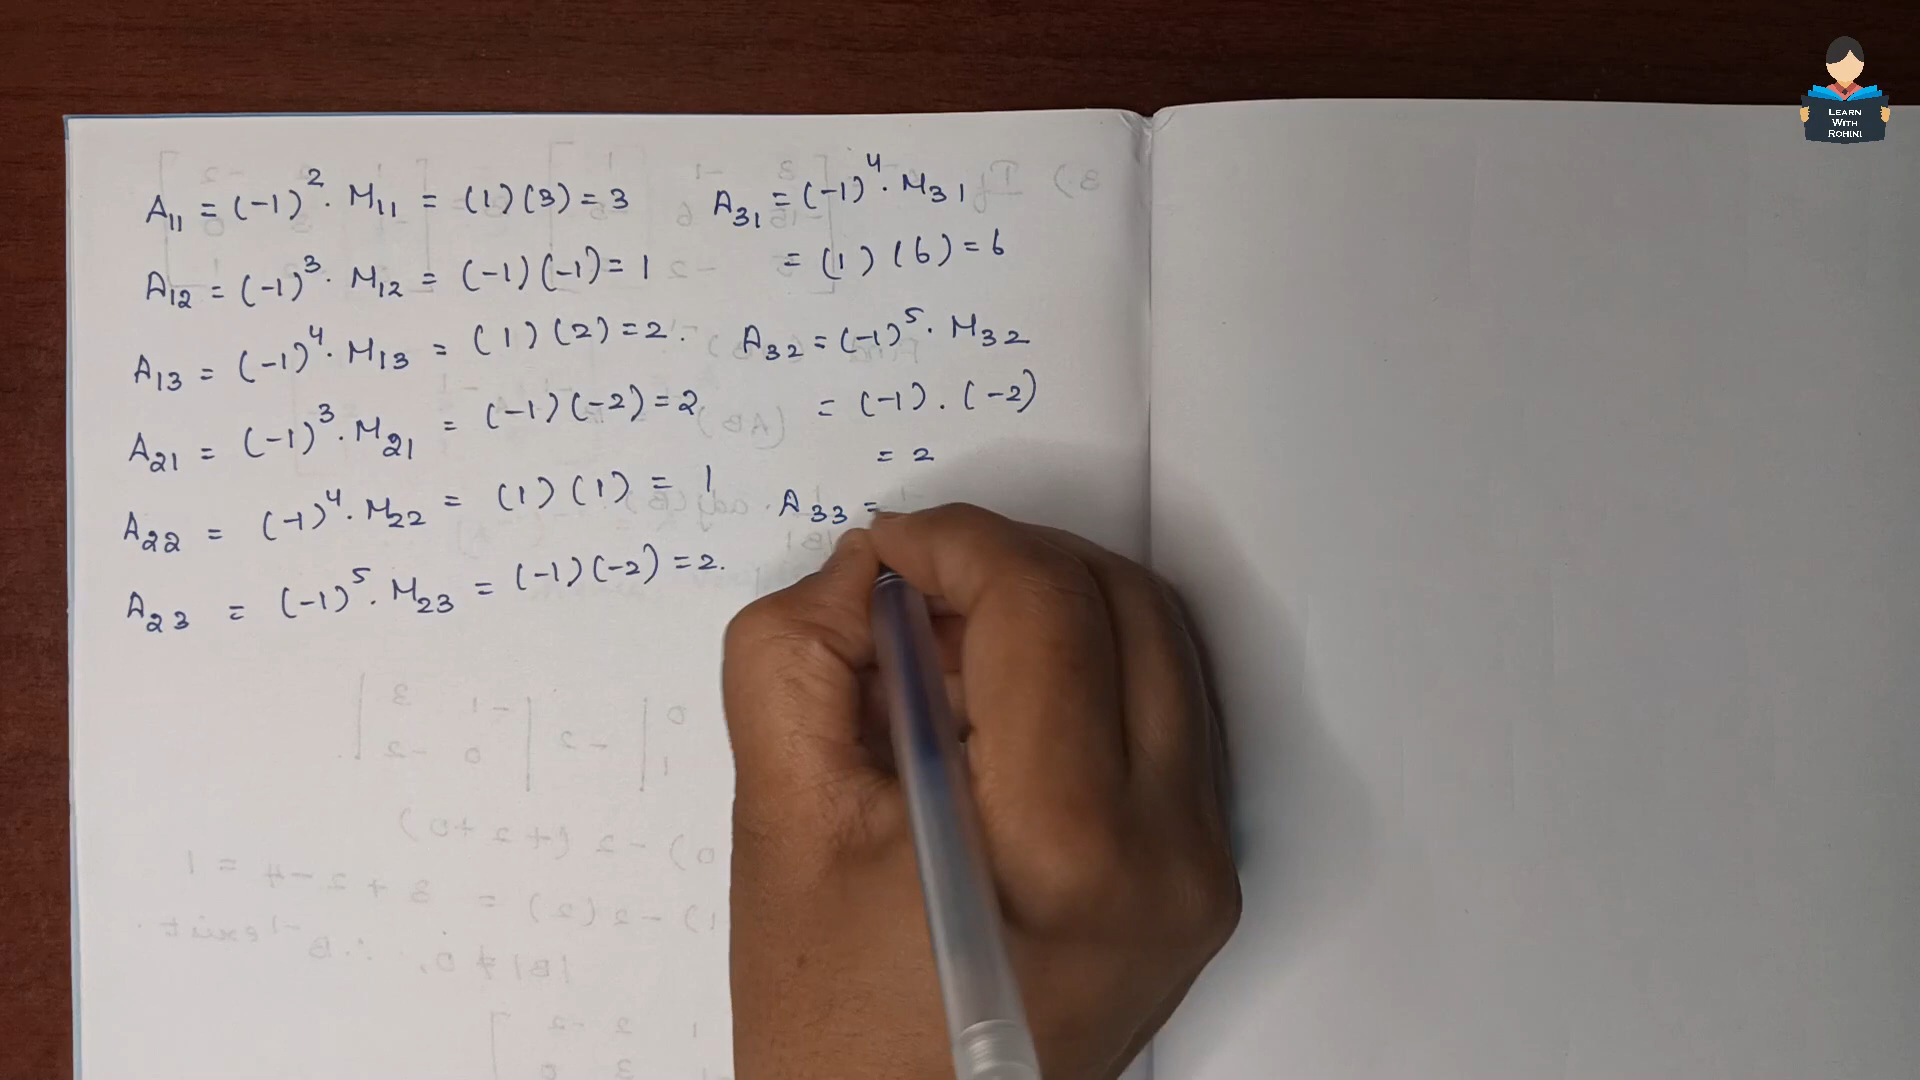 A₁₁ = (-1)² · M₁₁ = (1)(3) = 3
A₁₂ = (-1)³ · M₁₂ = (-1)(-1) = 1
A₁₃ = (-1)⁴ · M₁₃ = (1)(2) = 2.
A₂₁ = (-1)³ · M₂₁ = (-1)(-2) = 2
A₂₂ = (-1)⁴ · M₂₂ = (1)(1) = 1
A₂₃ = (-1)⁵ · M₂₃ = (-1)(-2) = 2.
A₃₁ = (-1)⁴ · M₃₁
= (1)(6) = 6
A₃₂ = (-1)⁵ · M₃₂
= (-1) · (-2)
= 2
A₃₃ =
LEARN
WITH
ROHINI